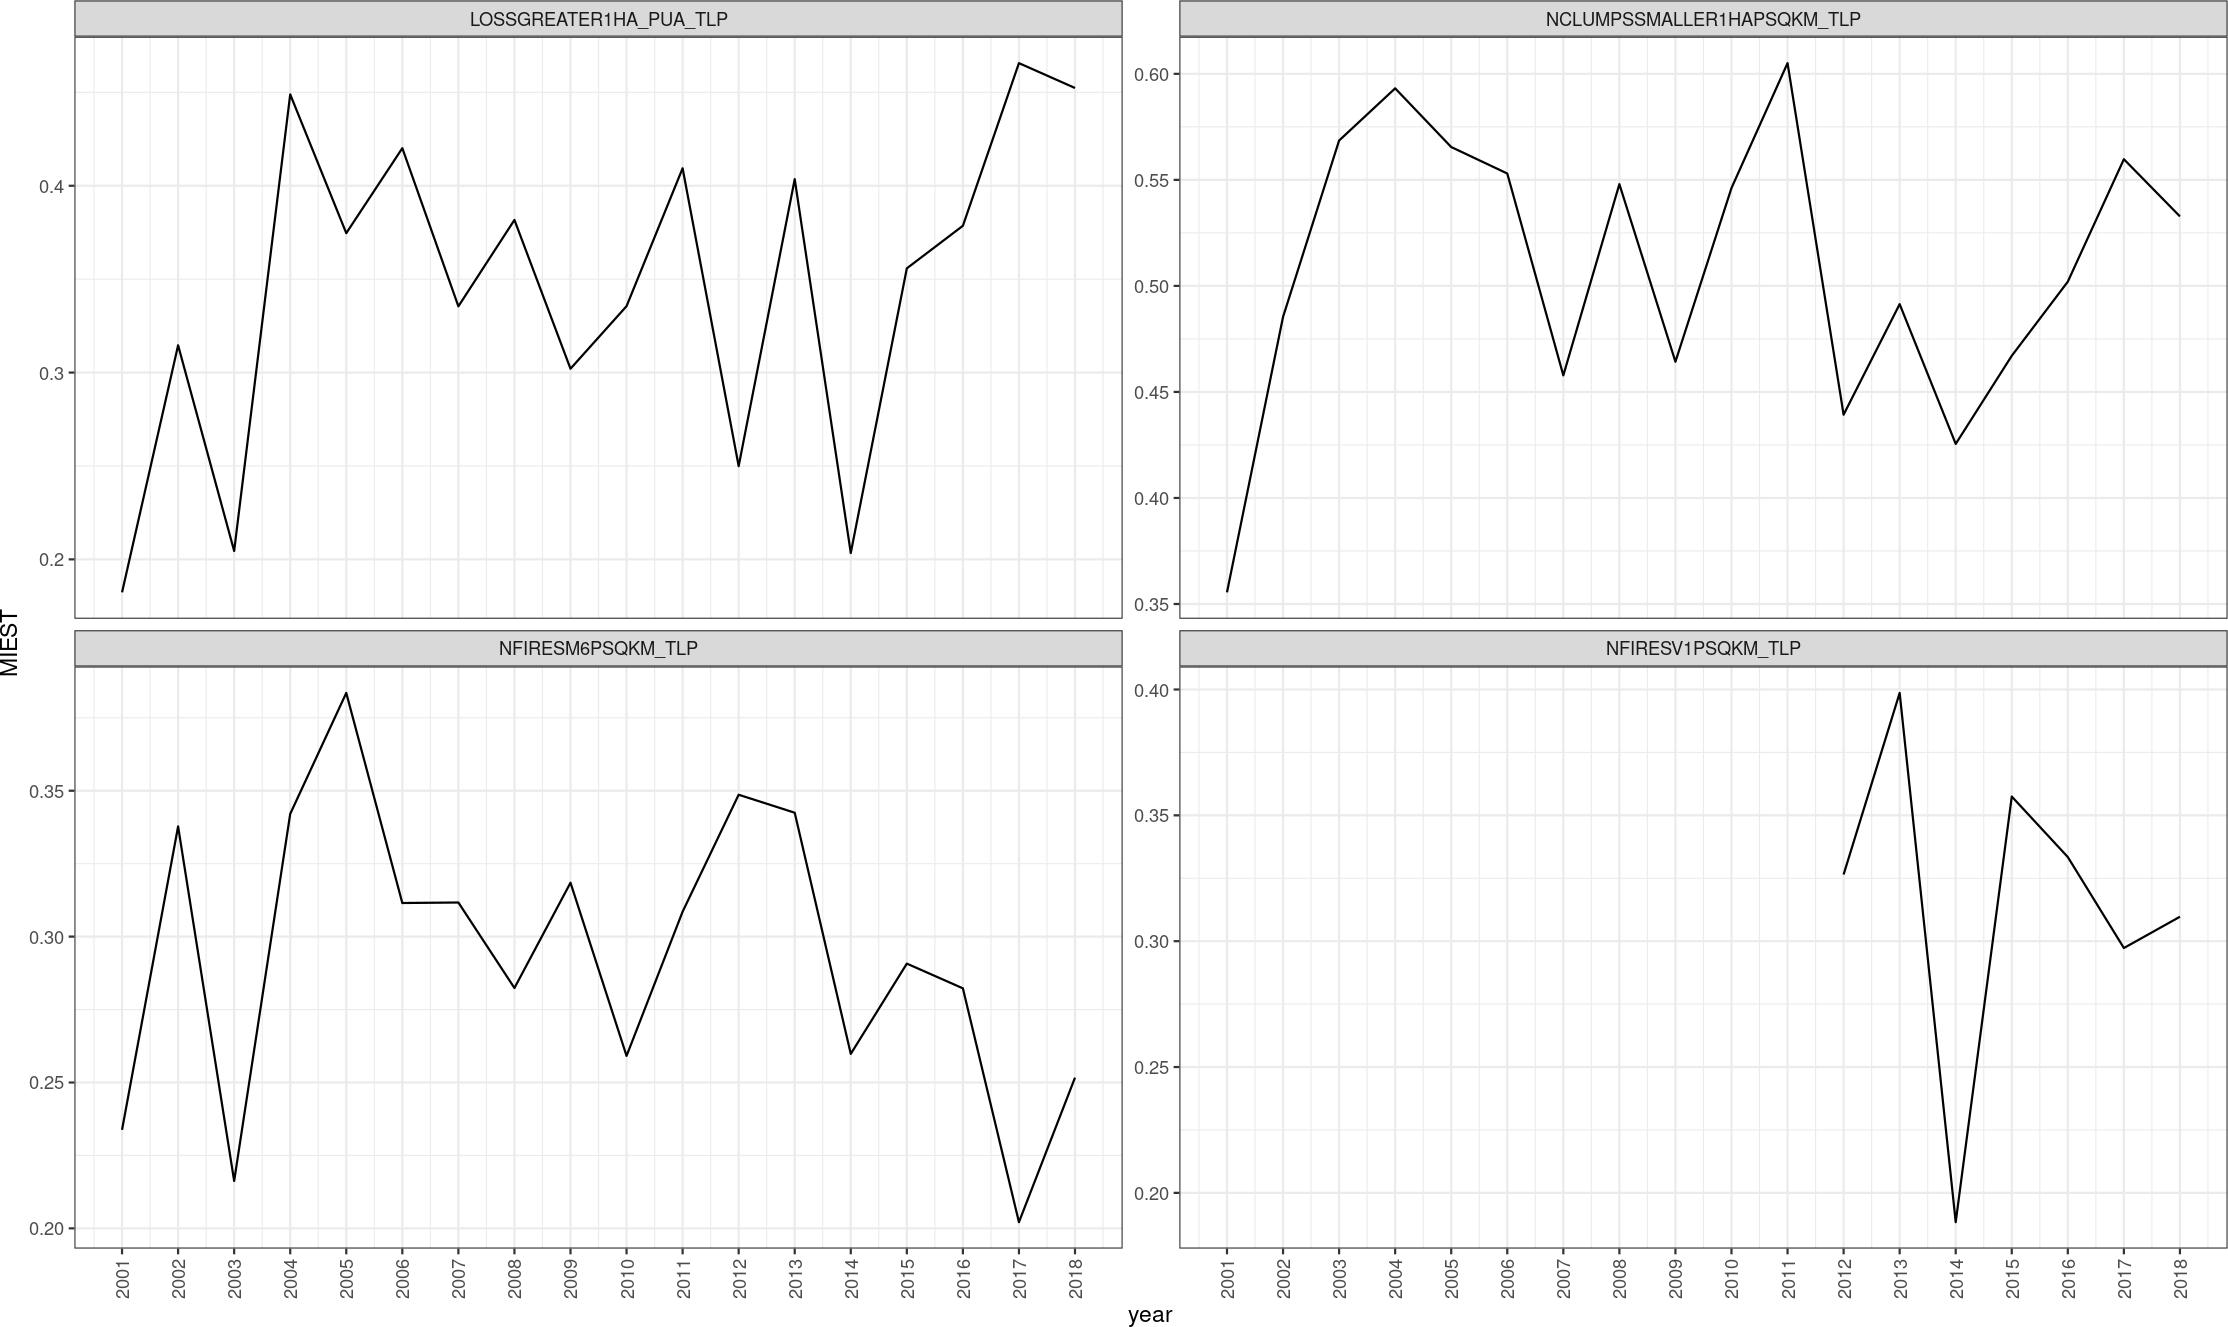 LOSSGREATER1HA_PUA_TLP
NCLUMPSSMALLER1HAPSQKM_TLP
0.4
0.3
0.2
0.60
0.55
0.50
0.45
0.40
0.35
MIEST
NFIRESM6PSQKM_TLP
NFIRESV1PSQKM_TLP
0.35
0.30
0.25
0.20
0.40
0.35
0.30
0.25
0.20
2001 2002 2003 2004 2005 2006 2007 2008 2009 2010 2011 2012 2013 2014 2015 2016 2017 2018
2001 2002 2003 2004 2005 2006 2007 2008 2009 2010 2011 2012 2013 2014 2015 2016 2017 2018
year